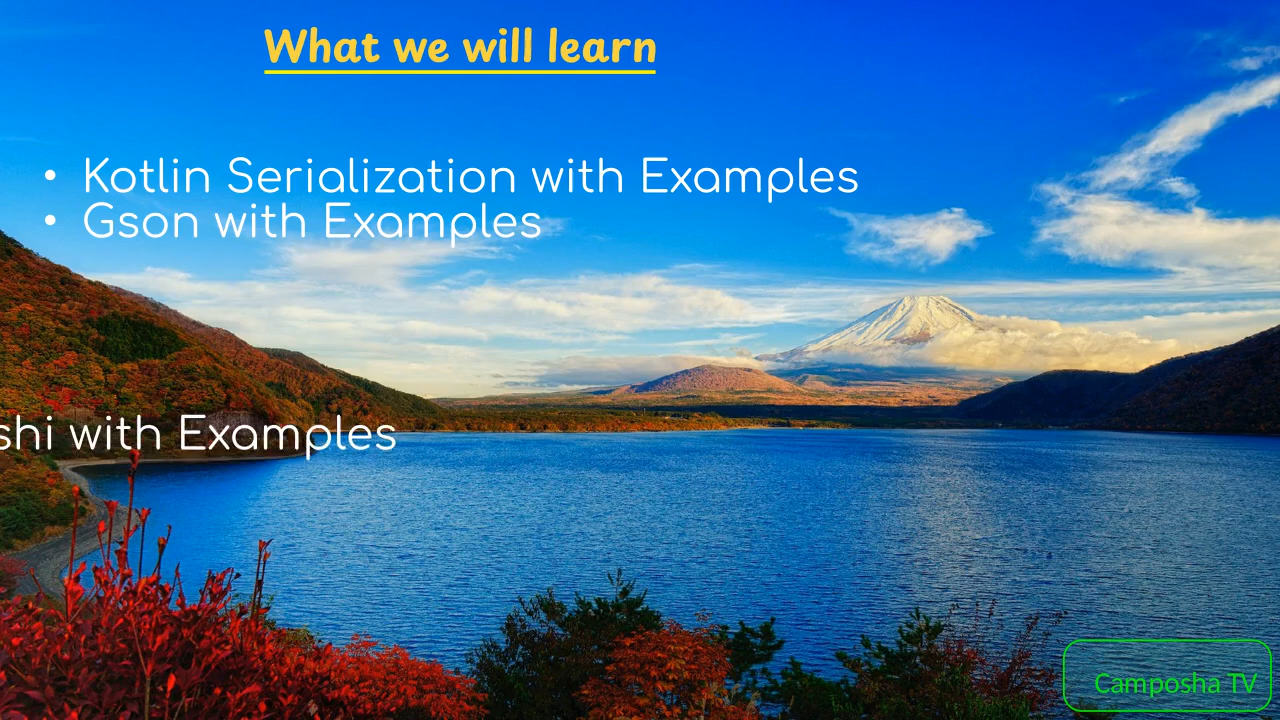 What we will learn
• Kotlin Serialization with Examples
• Gson with Examples
shi with Examples
Camposha TV